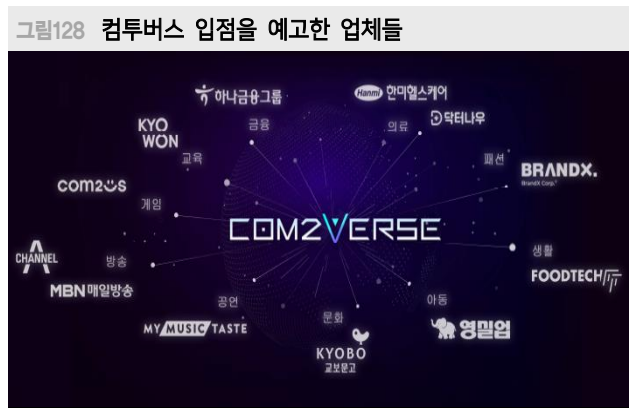 그림128 컴투버스 입점을 예고한 업체들
하나금융그룹
금융
Hanmi 한미헬스케어
의료
닥터나우
KYO
WON
교육
패션
BRANDX.
BrandX Corp.
com2us
게임
COM2VERSE
CHANNEL A
방송
MBN 매일방송
생활
FOODTECH
공연
MY MUSIC TASTE
문화
KYOBO
교보문고
아동
영밀업